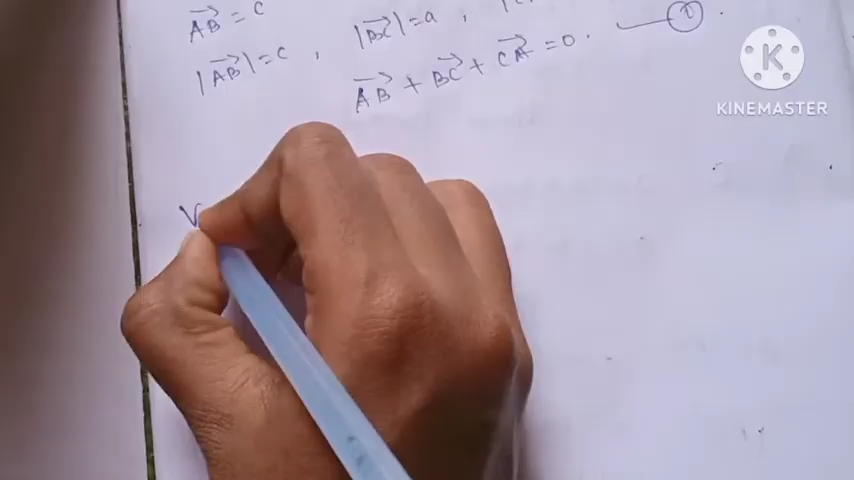 AB→ = c
|AB→| = c , |BC→| = a , |C
AB→ + BC→ + CA→ = 0. —— ①
V
KINEMASTER